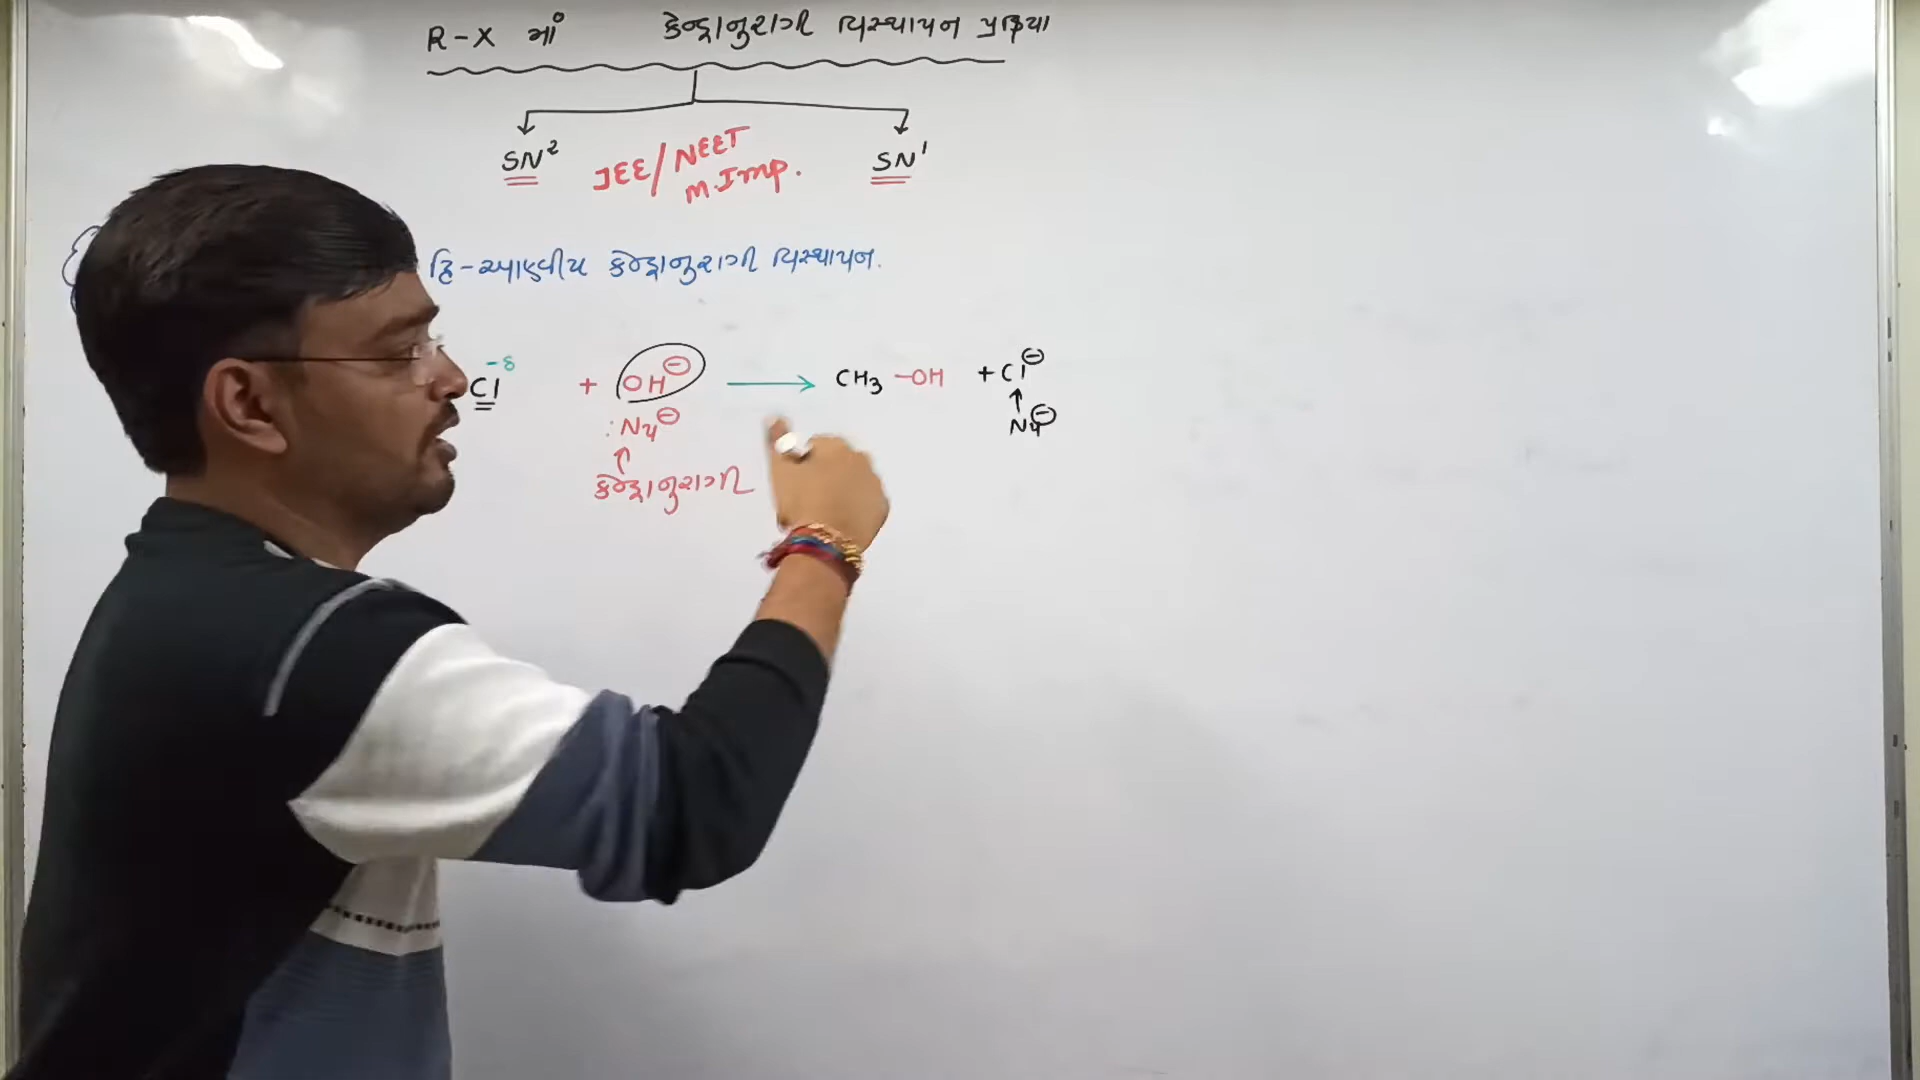 R-X માં કેન્દ્રાનુરાગી વિસ્થાપન પ્રક્રિયા
SN² JEE/NEET M.Imp. SN¹
દ્વિ-આણ્વીય કેન્દ્રાનુરાગી વિસ્થાપન.
Cl -δ + OH⊖ → CH₃-OH + Cl⊖
:Nu⊖ ↑ Nu⊖
↑
કેન્દ્રાનુરાગી